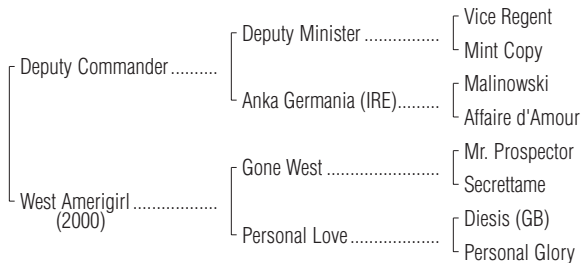 Vice Regent
Deputy Minister ................
Mint Copy
Deputy Commander..........
Malinowski
Anka Germania (IRE).........
Affaire d'Amour
Mr. Prospector
Gone West .......................
Secrettame
West Amerigirl ..................
(2000)
Diesis (GB)
Personal Love...................
Personal Glory